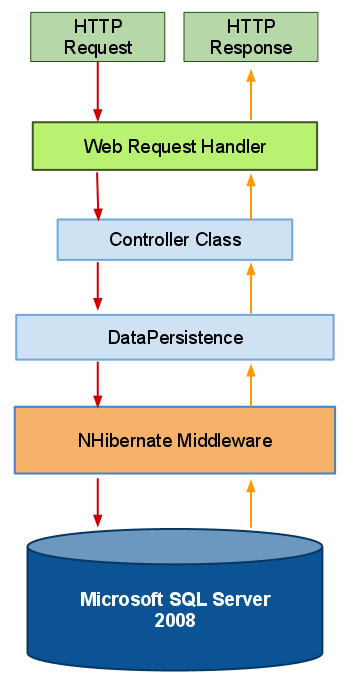 HTTP
Request
HTTP
Response
Web Request Handler
Controller Class
DataPersistence
NHibernate Middleware
Microsoft SQL Server
2008